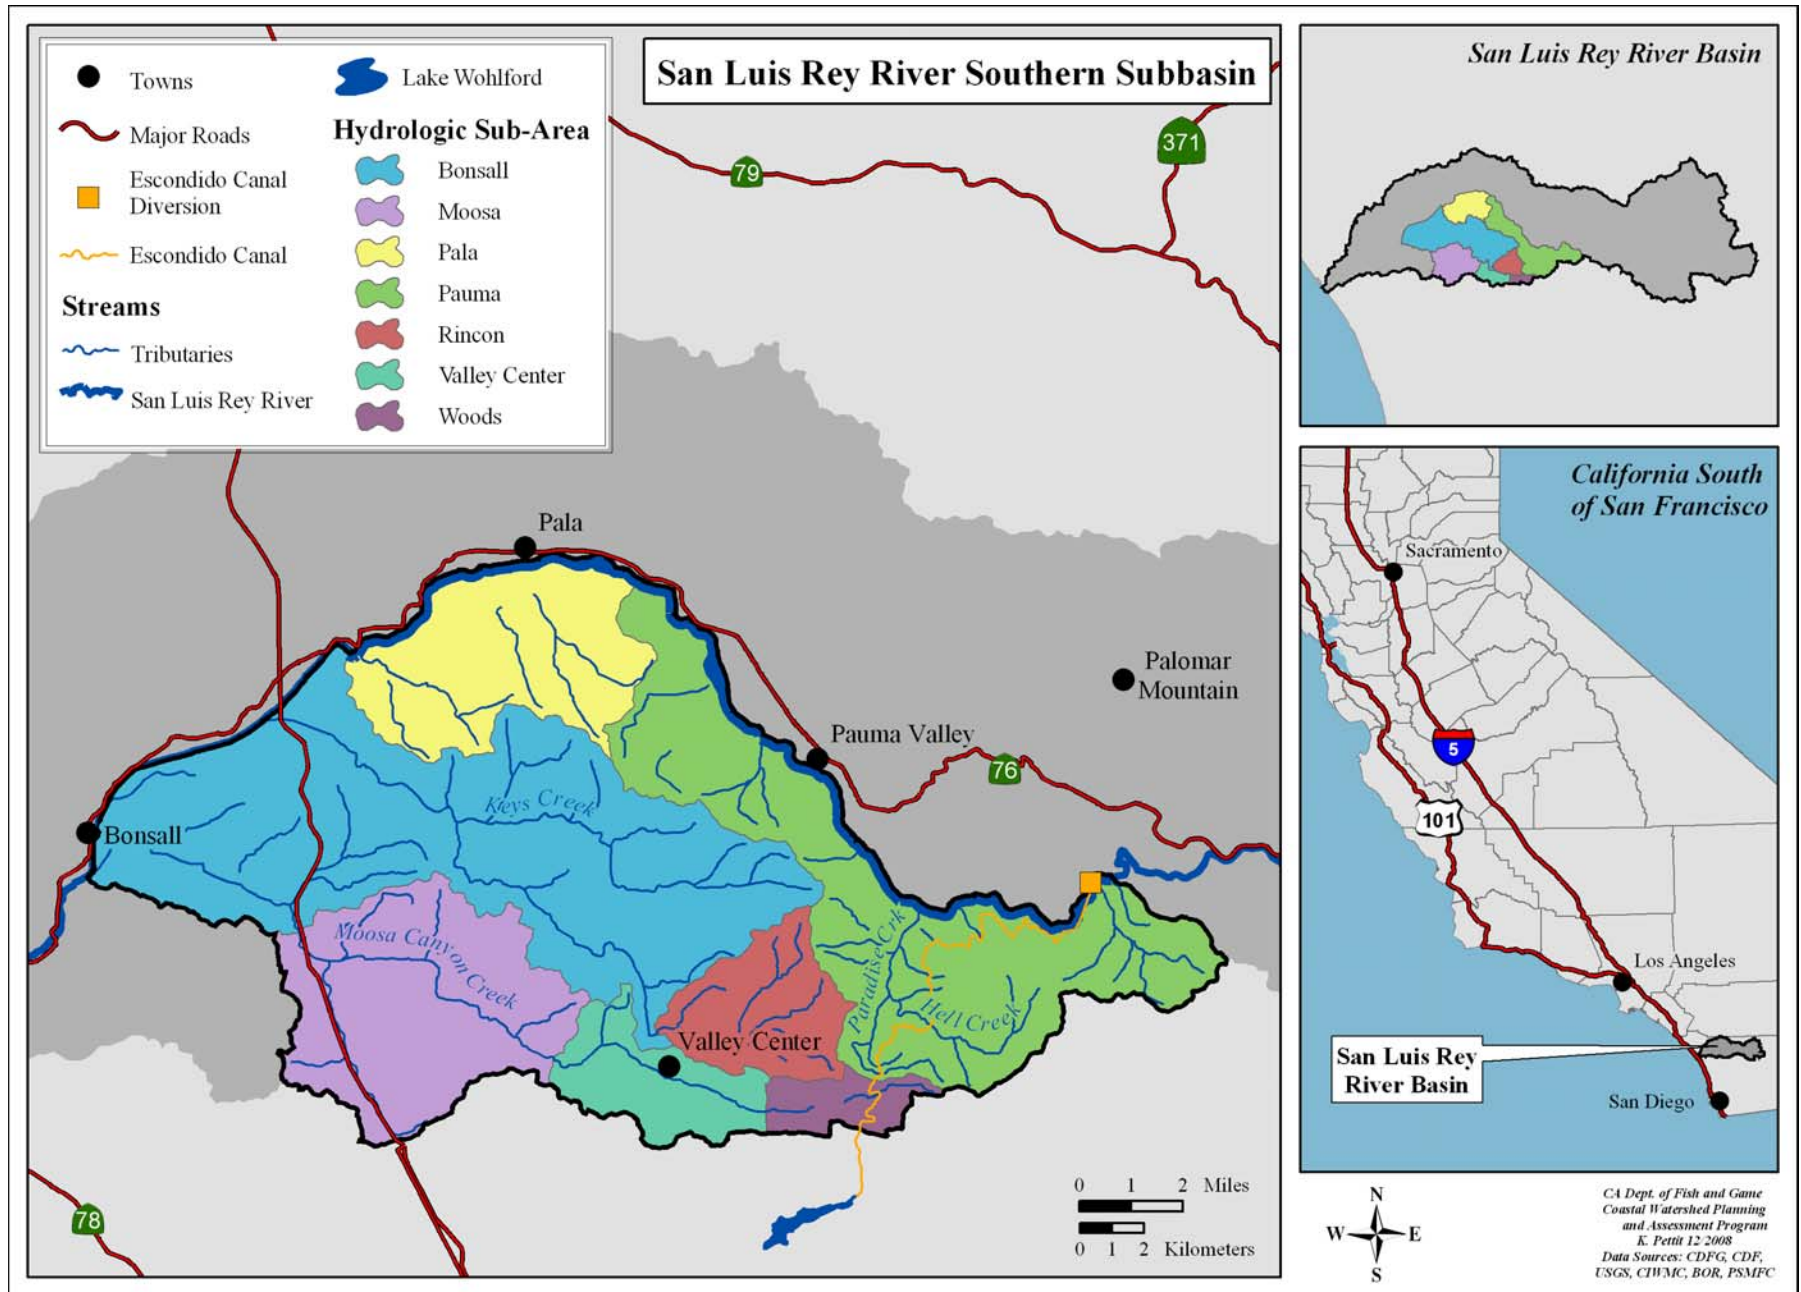 San Luis Rey River Southern Subbasin
Towns
Major Roads
Escondido Canal
Diversion
Escondido Canal
Streams
Tributaries
San Luis Rey River
Lake Wohlford
Hydrologic Sub-Area
Bonsall
Moosa
Pala
Pauma
Rincon
Valley Center
Woods
79
371
Pala
Palomar
Mountain
Pauma Valley
76
Keys Creek
Bonsall
Moosa Canyon Creek
Paradise Crk
Hell Creek
Valley Center
78
0 1 2 Miles
0 1 2 Kilometers
San Luis Rey River Basin
California South
of San Francisco
Sacramento
5
101
Los Angeles
San Luis Rey
River Basin
San Diego
N
W E
S
CA Dept. of Fish and Game
Coastal Watershed Planning
and Assessment Program
K. Pettit 12/2008
Data Sources: CDFG, CDF,
USGS, CIWMC, BOR, PSMFC